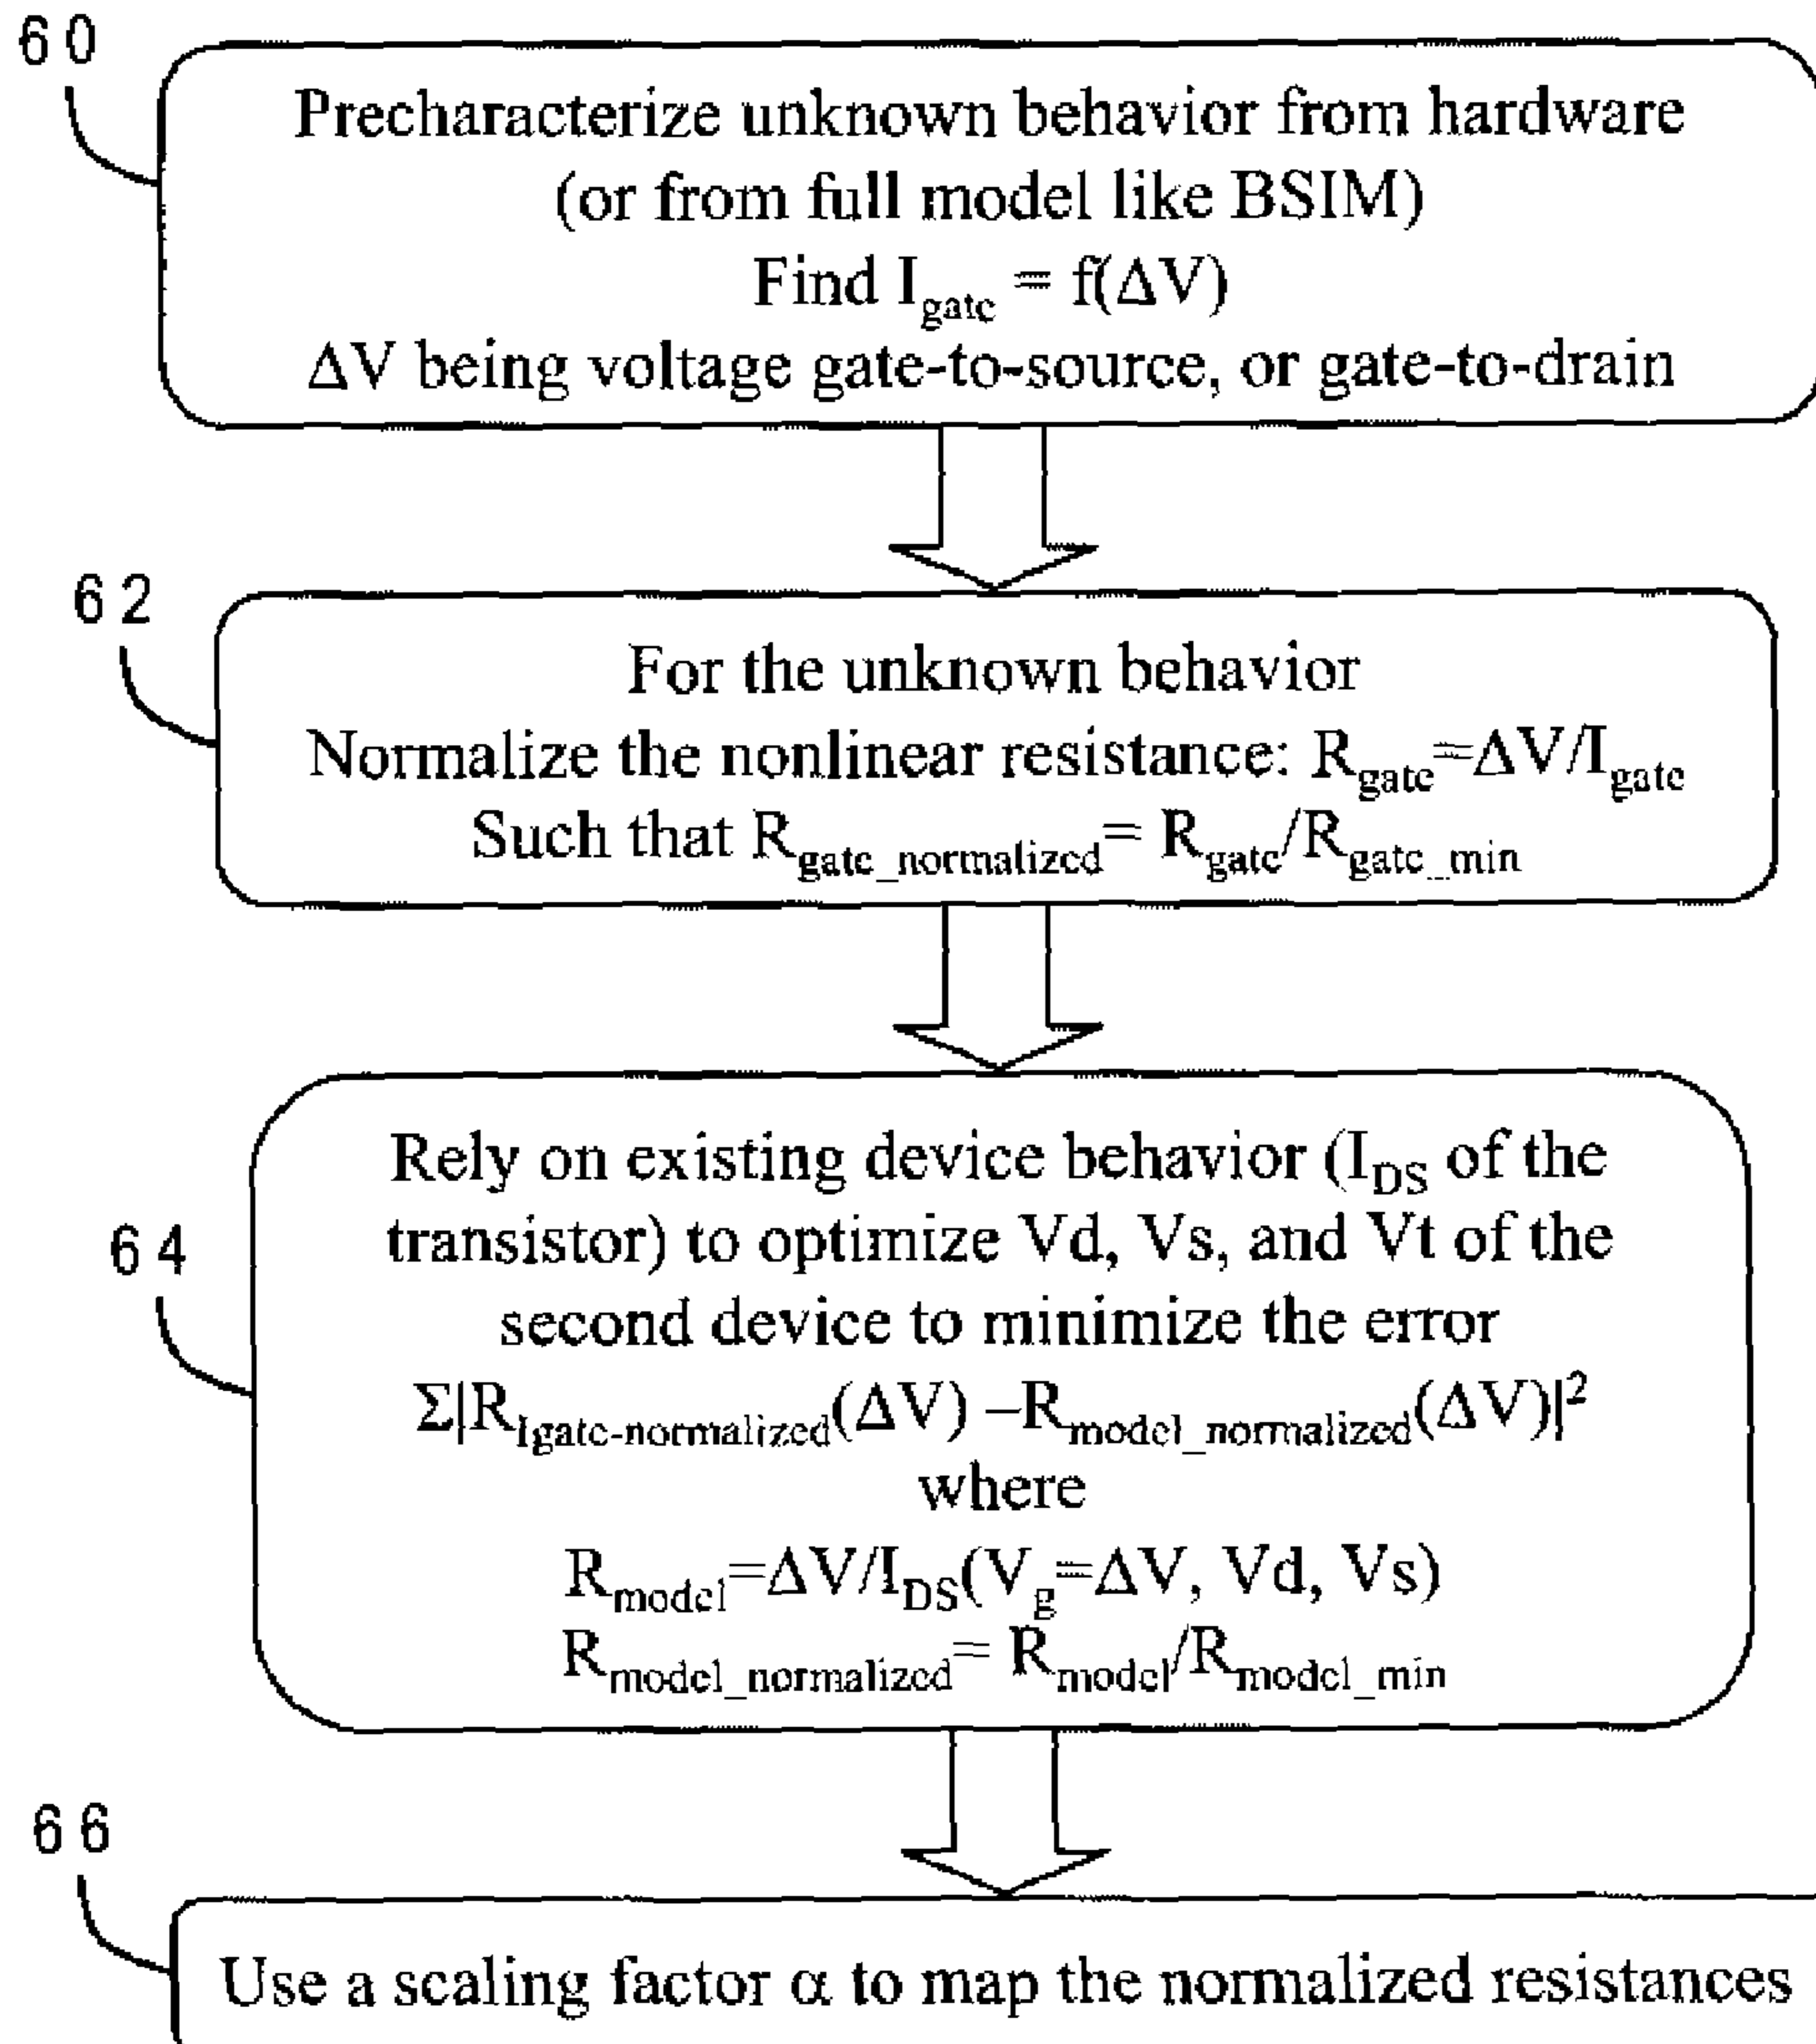 60
Precharacterize unknown behavior from hardware
(or from full model like BSIM)
Find I_gate = f(ΔV)
ΔV being voltage gate-to-source, or gate-to-drain
62
For the unknown behavior
Normalize the nonlinear resistance: R_gate=ΔV/I_gate
Such that R_gate_normalized= R_gate/R_gate_min
64
Rely on existing device behavior (I_DS of the
transistor) to optimize Vd, Vs, and Vt of the
second device to minimize the error
Σ|R_Igate-normalized(ΔV) –R_model_normalized(ΔV)|²
where
R_model=ΔV/I_DS(V_g=ΔV, Vd, Vs)
R_model_normalized= R_model/R_model_min
66
Use a scaling factor α to map the normalized resistances